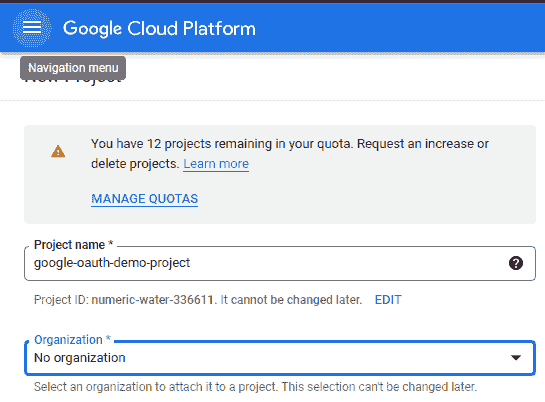 Google Cloud Platform
Navigation menu
New Project
You have 12 projects remaining in your quota. Request an increase or
delete projects. Learn more
MANAGE QUOTAS
Project name *
google-oauth-demo-project
Project ID: numeric-water-336611. It cannot be changed later. EDIT
Organization *
No organization
Select an organization to attach it to a project. This selection can't be changed later.